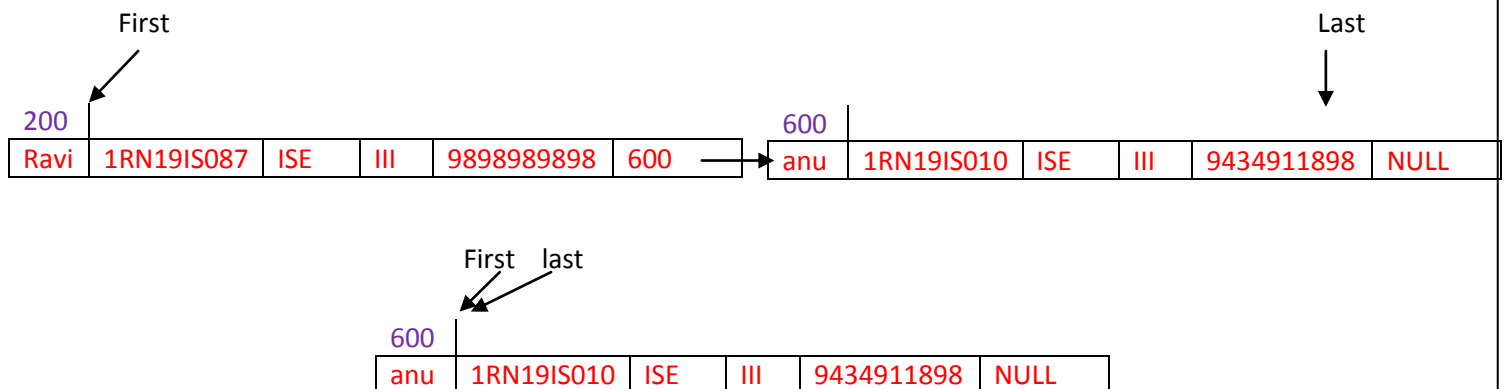 First Last
200 600
Ravi 1RN19IS087 ISE III 9898989898 600 anu 1RN19IS010 ISE III 9434911898 NULL
First last
600
anu 1RN19IS010 ISE III 9434911898 NULL